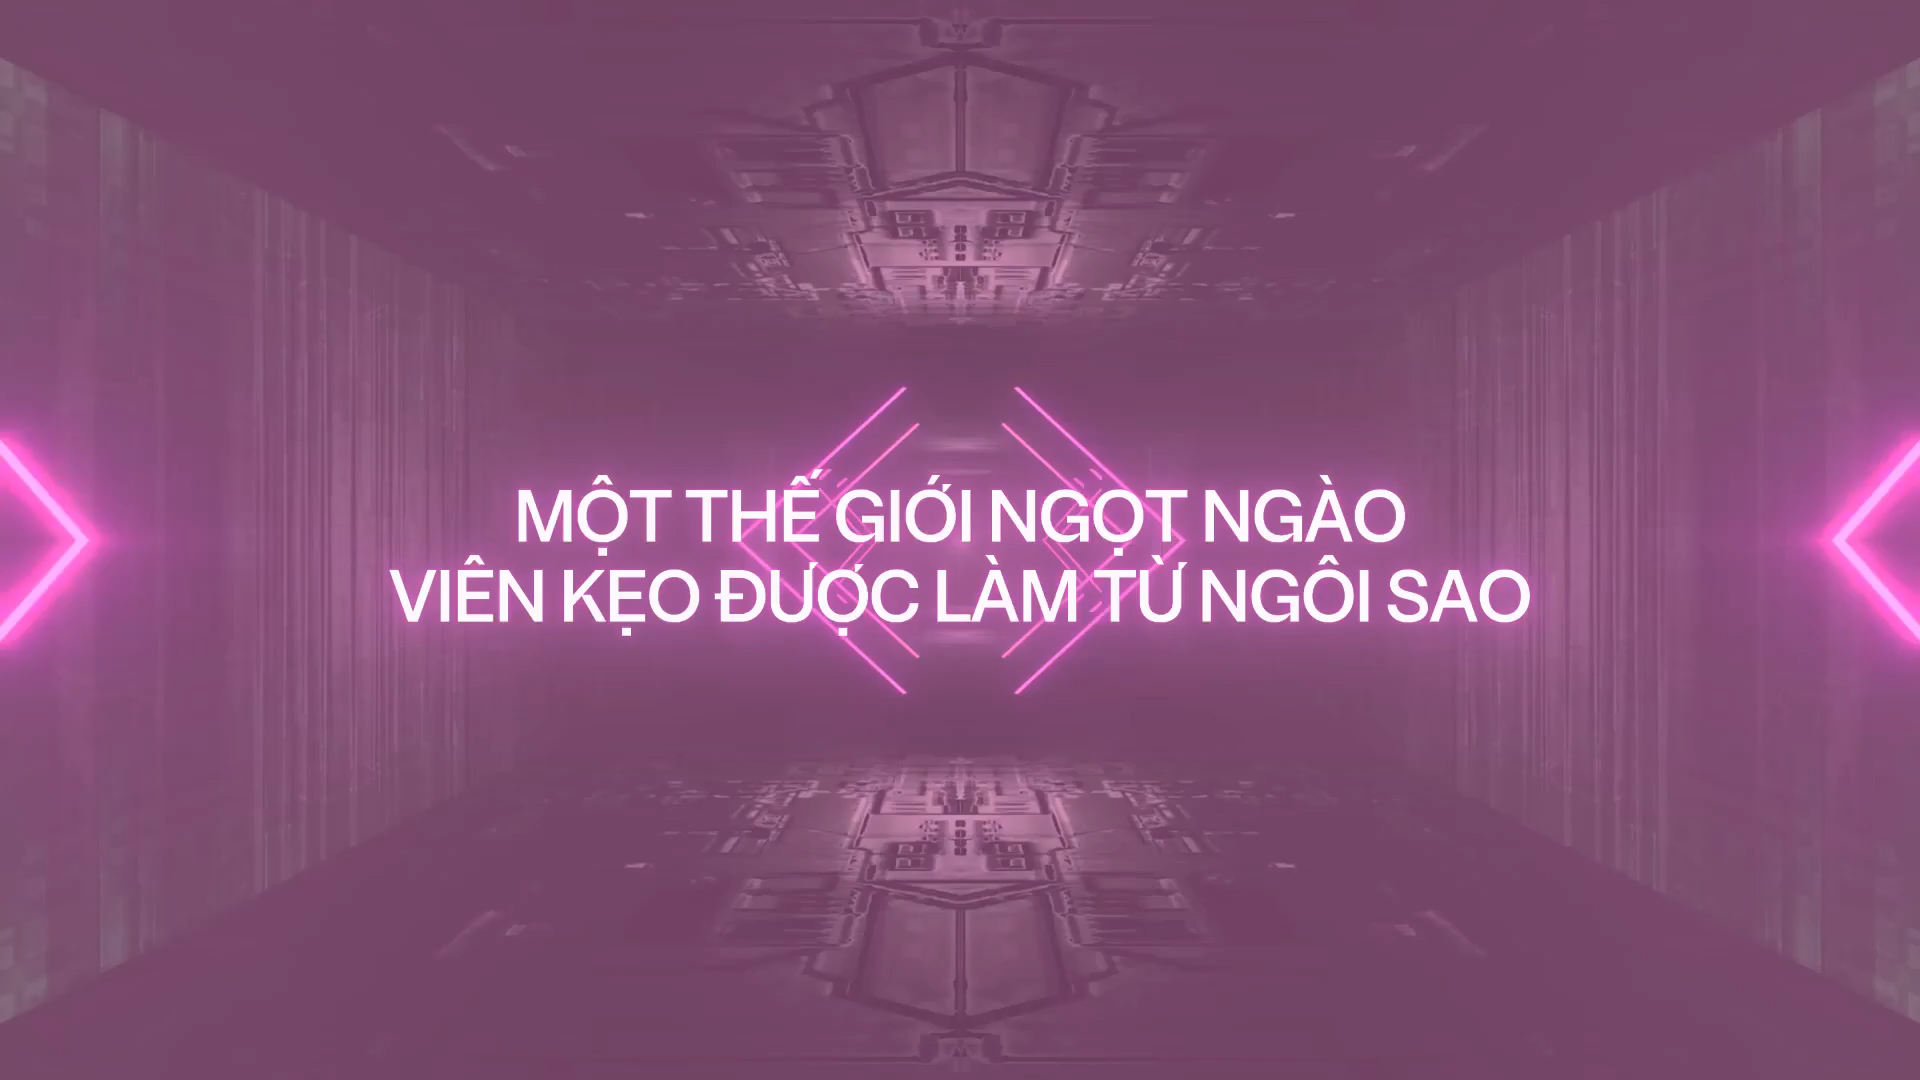 MỘT THẾ GIỚI NGỌT NGÀO
VIÊN KẸO ĐƯỢC LÀM TỪ NGÔI SAO